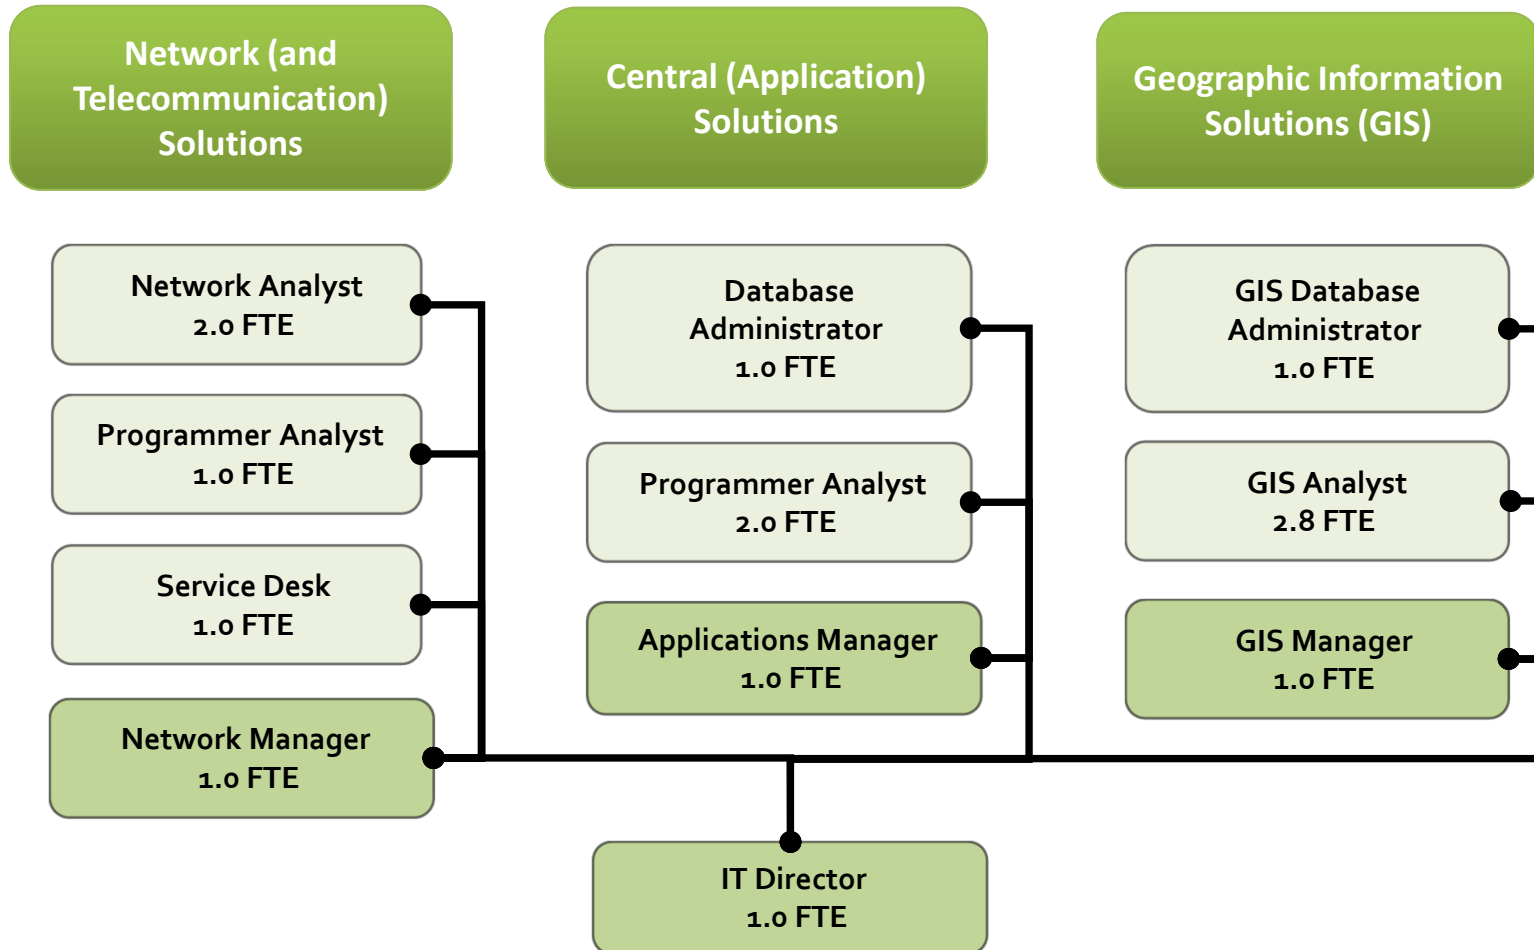 Network (and
Telecommunication)
Solutions
Central (Application)
Solutions
Geographic Information
Solutions (GIS)
Network Analyst
2.0 FTE
Programmer Analyst
1.0 FTE
Service Desk
1.0 FTE
Network Manager
1.0 FTE
Database
Administrator
1.0 FTE
Programmer Analyst
2.0 FTE
Applications Manager
1.0 FTE
GIS Database
Administrator
1.0 FTE
GIS Analyst
2.8 FTE
GIS Manager
1.0 FTE
IT Director
1.0 FTE